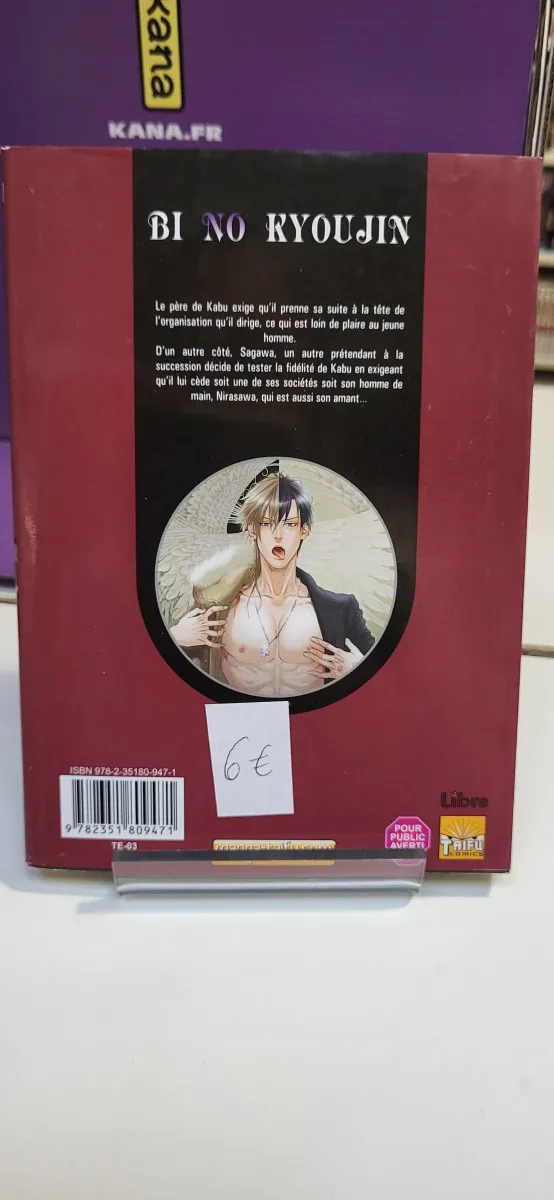 kana
KANA.FR
BI NO KYOUJIN
Le père de Kabu exige qu'il prenne sa suite à la tête de
l'organisation qu'il dirige, ce qui est loin de plaire au jeune
homme.
D'un autre côté, Sagawa, un autre prétendant à la
succession décide de tester la fidélité de Kabu en exigeant
qu'il lui cède soit une de ses sociétés soit son homme de
main, Nirasawa, qui est aussi son amant...
6 €
ISBN 978-2-35180-947-1
9 782351 809471
TE-03
manga-taifu.com
Libre
POUR
PUBLIC
AVERTI
TAIFU
COMICS